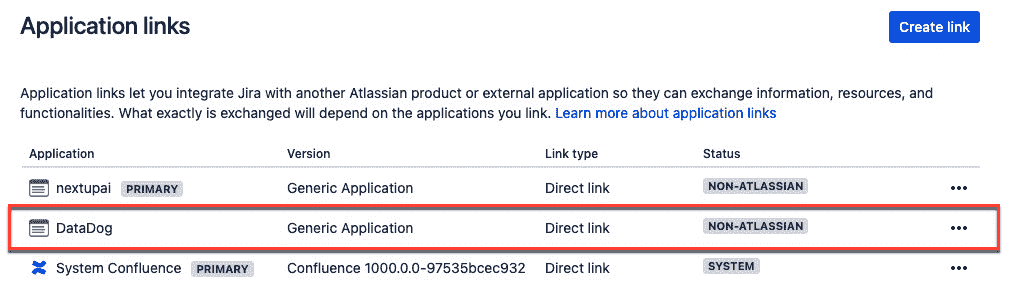 Application links
Create link
Application links let you integrate Jira with another Atlassian product or external application so they can exchange information, resources, and
functionalities. What exactly is exchanged will depend on the applications you link. Learn more about application links
Application Version Link type Status
nextupai PRIMARY Generic Application Direct link NON-ATLASSIAN
DataDog Generic Application Direct link NON-ATLASSIAN
System Confluence PRIMARY Confluence 1000.0.0-97535bcec932 Direct link SYSTEM